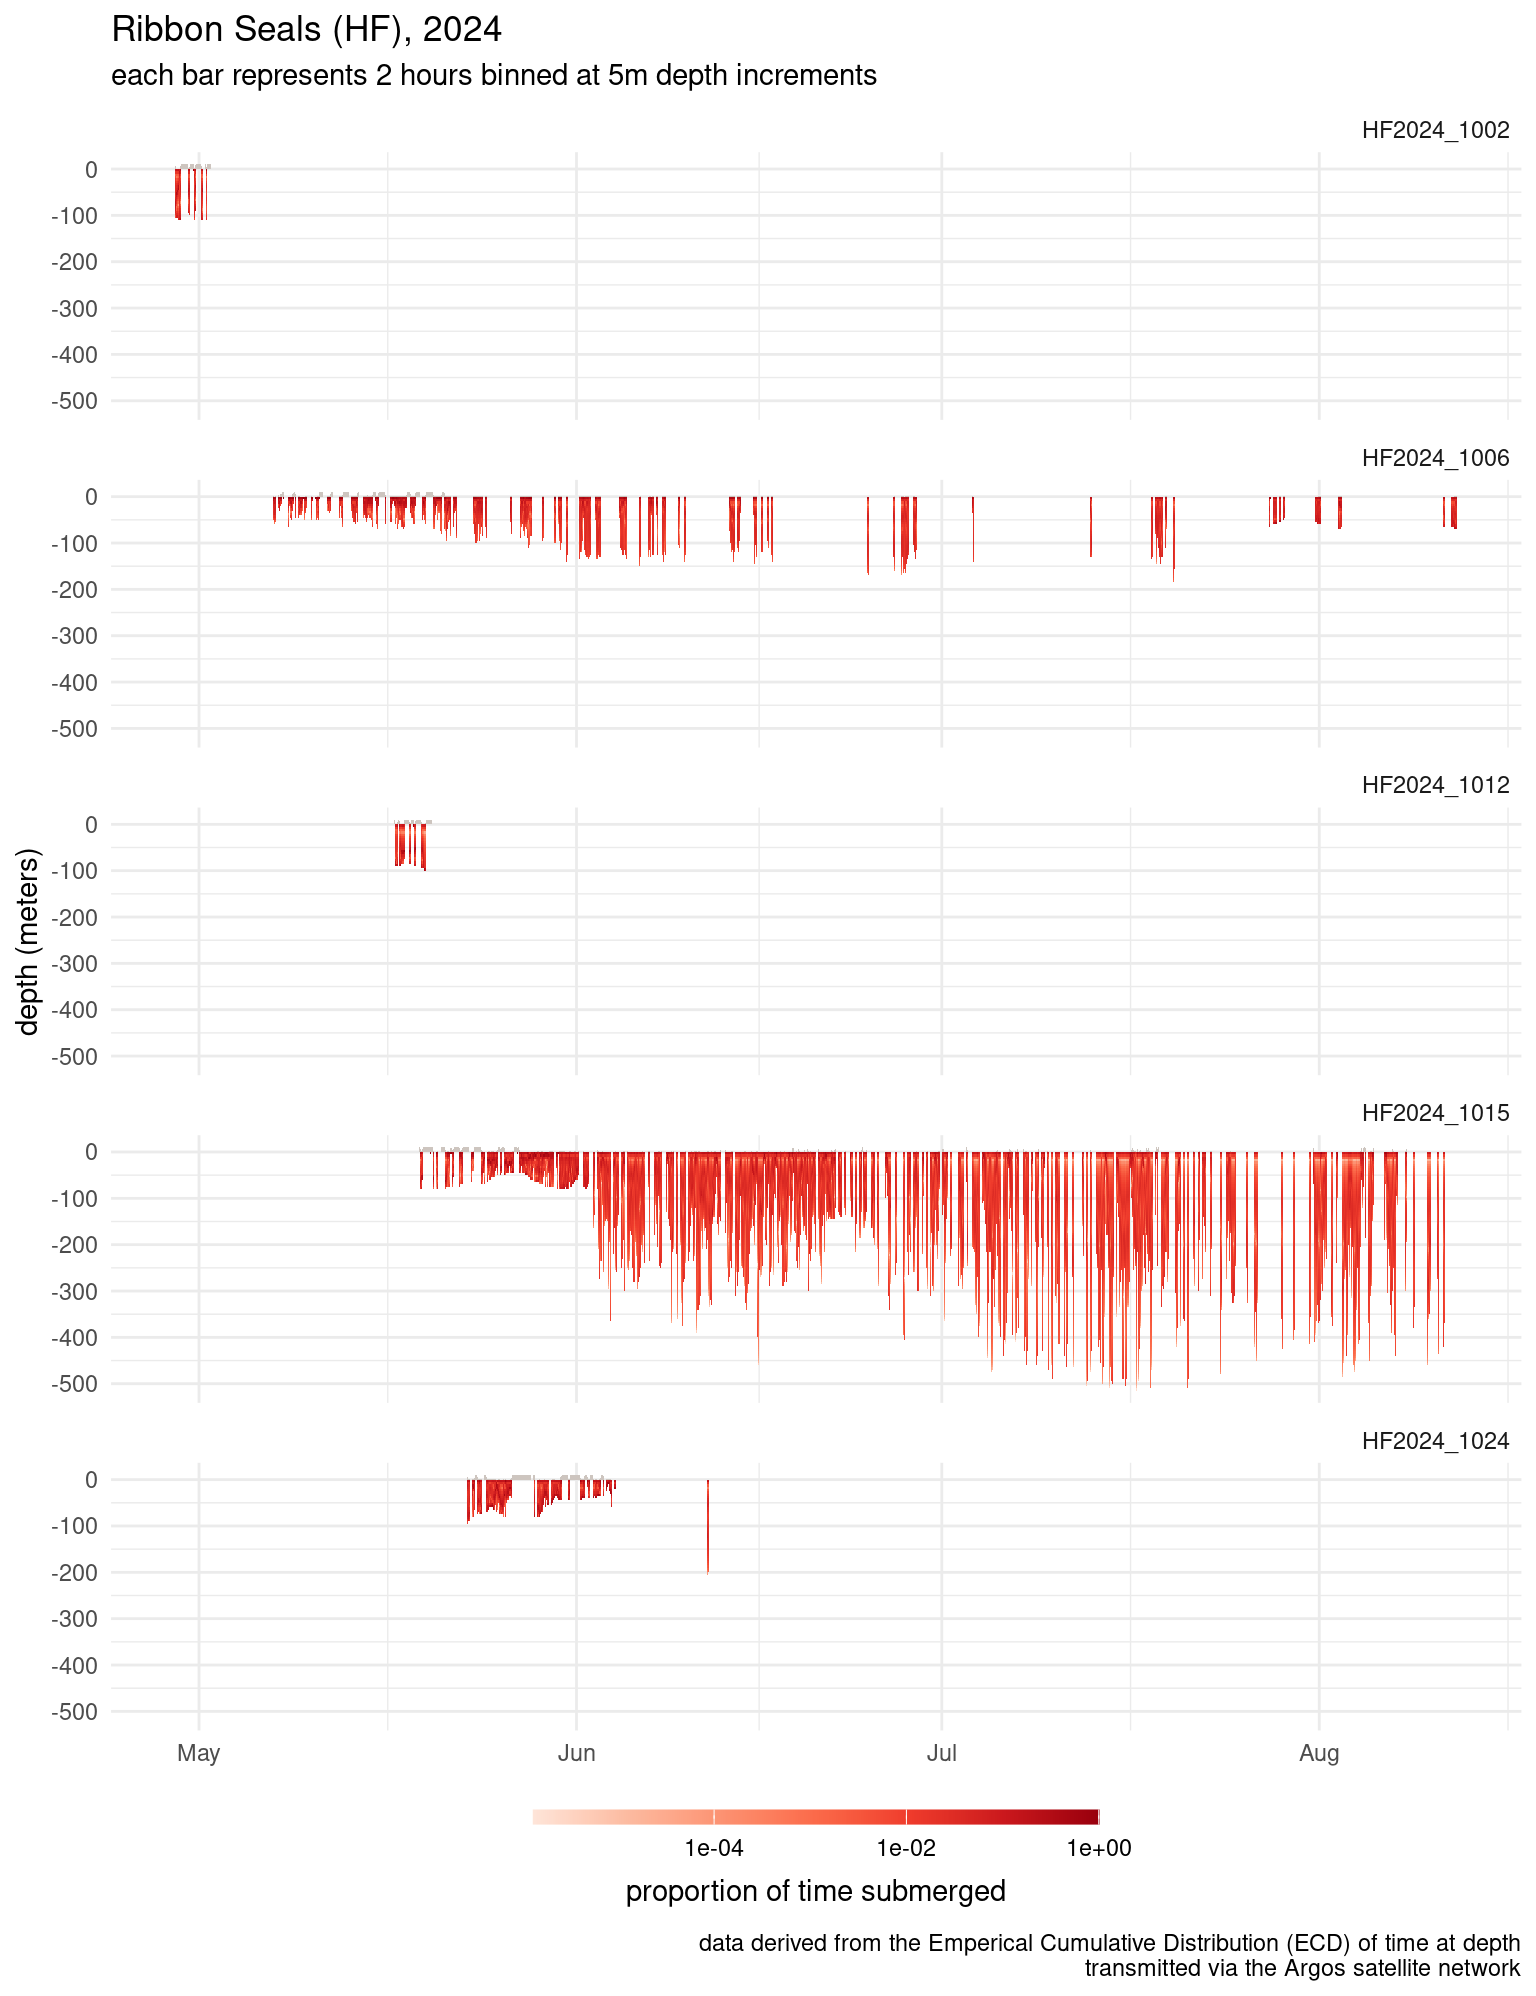 Ribbon Seals (HF), 2024
each bar represents 2 hours binned at 5m depth increments
HF2024_1002
0
-100
-200
-300
-400
-500
HF2024_1006
0
-100
-200
-300
-400
-500
HF2024_1012
0
-100
-200
-300
-400
-500
depth (meters)
HF2024_1015
0
-100
-200
-300
-400
-500
HF2024_1024
0
-100
-200
-300
-400
-500
May Jun Jul Aug
1e-04 1e-02 1e+00
proportion of time submerged
data derived from the Emperical Cumulative Distribution (ECD) of time at depth
transmitted via the Argos satellite network